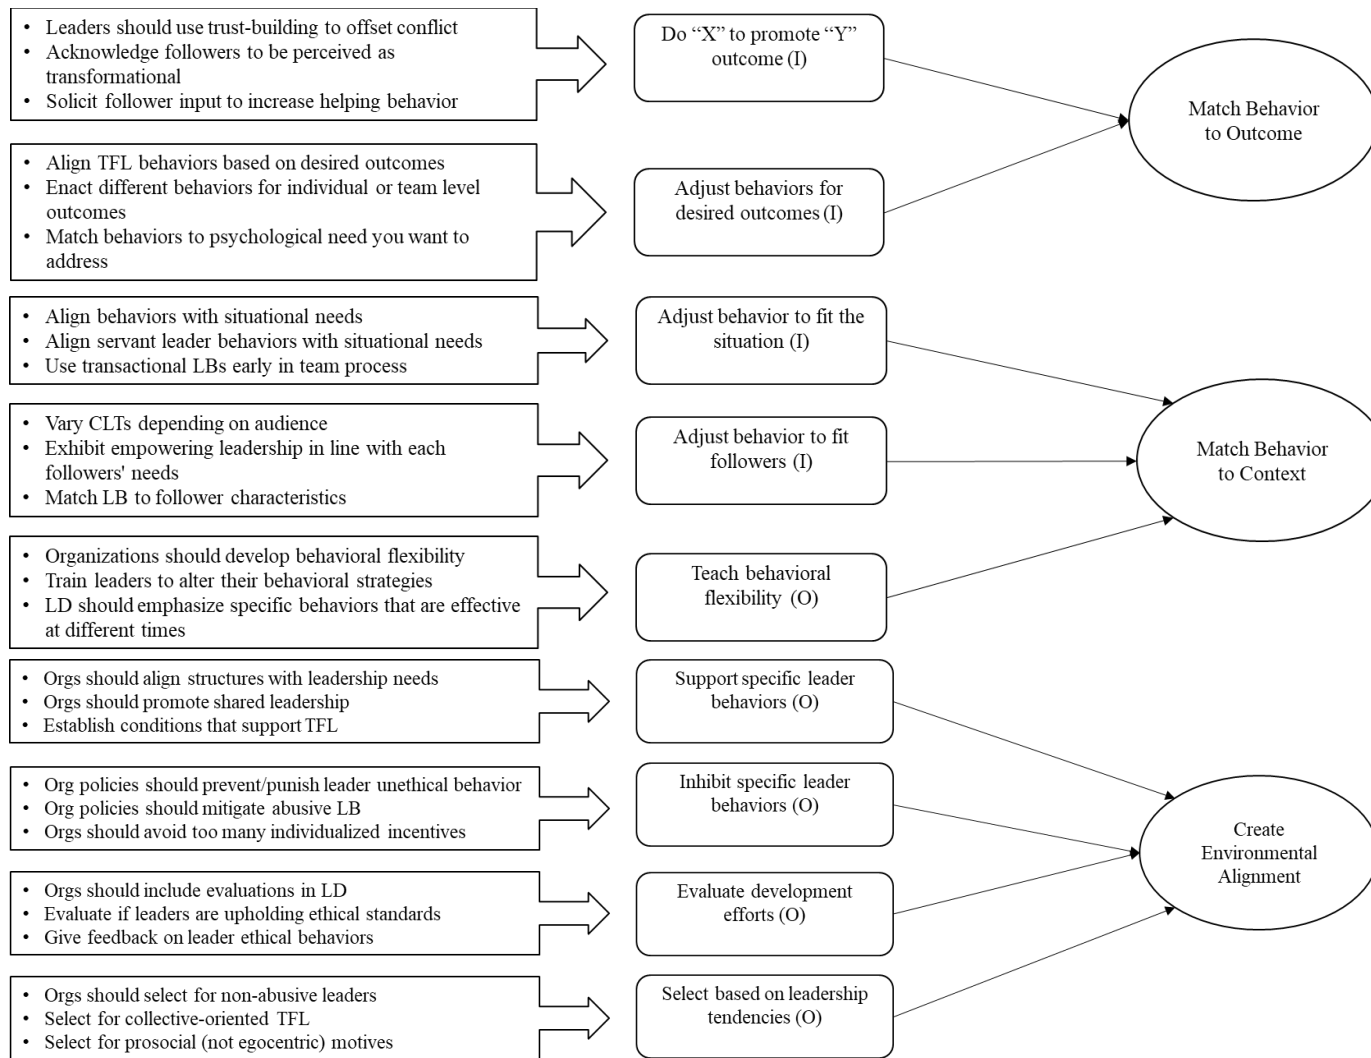 • Leaders should use trust-building to offset conflict
• Acknowledge followers to be perceived as
transformational
• Solicit follower input to increase helping behavior
Do “X” to promote “Y”
outcome (I)
Match Behavior
to Outcome
• Align TFL behaviors based on desired outcomes
• Enact different behaviors for individual or team level
outcomes
• Match behaviors to psychological need you want to
address
Adjust behaviors for
desired outcomes (I)
• Align behaviors with situational needs
• Align servant leader behaviors with situational needs
• Use transactional LBs early in team process
Adjust behavior to fit the
situation (I)
• Vary CLTs depending on audience
• Exhibit empowering leadership in line with each
followers' needs
• Match LB to follower characteristics
Adjust behavior to fit
followers (I)
Match Behavior
to Context
• Organizations should develop behavioral flexibility
• Train leaders to alter their behavioral strategies
• LD should emphasize specific behaviors that are effective
at different times
Teach behavioral
flexibility (O)
• Orgs should align structures with leadership needs
• Orgs should promote shared leadership
• Establish conditions that support TFL
Support specific leader
behaviors (O)
• Org policies should prevent/punish leader unethical behavior
• Org policies should mitigate abusive LB
• Orgs should avoid too many individualized incentives
Inhibit specific leader
behaviors (O)
Create
Environmental
Alignment
• Orgs should include evaluations in LD
• Evaluate if leaders are upholding ethical standards
• Give feedback on leader ethical behaviors
Evaluate development
efforts (O)
• Orgs should select for non-abusive leaders
• Select for collective-oriented TFL
• Select for prosocial (not egocentric) motives
Select based on leadership
tendencies (O)